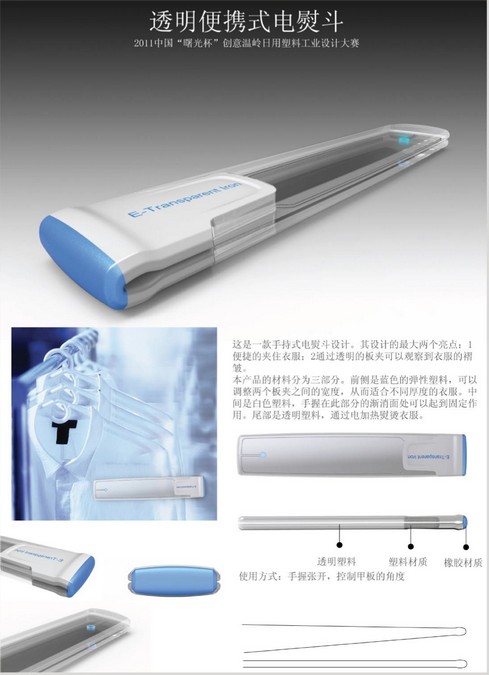 透明便携式电熨斗
2011中国“曙光杯”创意温岭日用塑料工业设计大赛
E-Transparent Iron
这是一款手持式电熨斗设计。其设计的最大两个亮点：1
便捷的夹住衣服；2通过透明的板夹可以观察到衣服的褶
皱。
本产品的材料分为三部分。前侧是蓝色的弹性塑料，可以
调整两个板夹之间的宽度，从而适合不同厚度的衣服。中
间是白色塑料，手握在此部分的渐消面处可以起到固定作
用。尾部是透明塑料，通过电加热熨烫衣服。
E-Transparent Iron
E-Transparent Iron
透明塑料
塑料材质
橡胶材质
使用方式：手握张开，控制甲板的角度